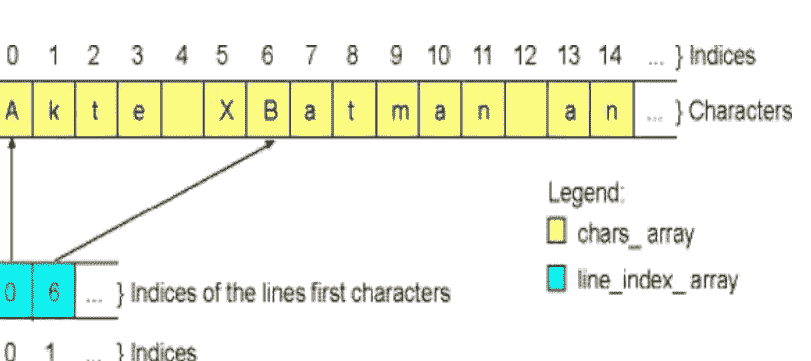 0 1 2 3 4 5 6 7 8 9 10 11 12 13 14 ... } Indices
A k t e X B a t m a n a n ... } Characters
Legend:
chars_ array
line_index_ array
0 6 ... } Indices of the lines first characters
0 1 ... } Indices